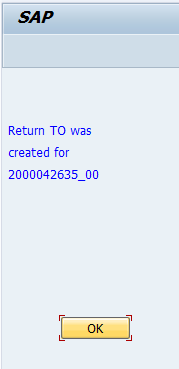 SAP
Return TO was
created for
2000042635_00
OK